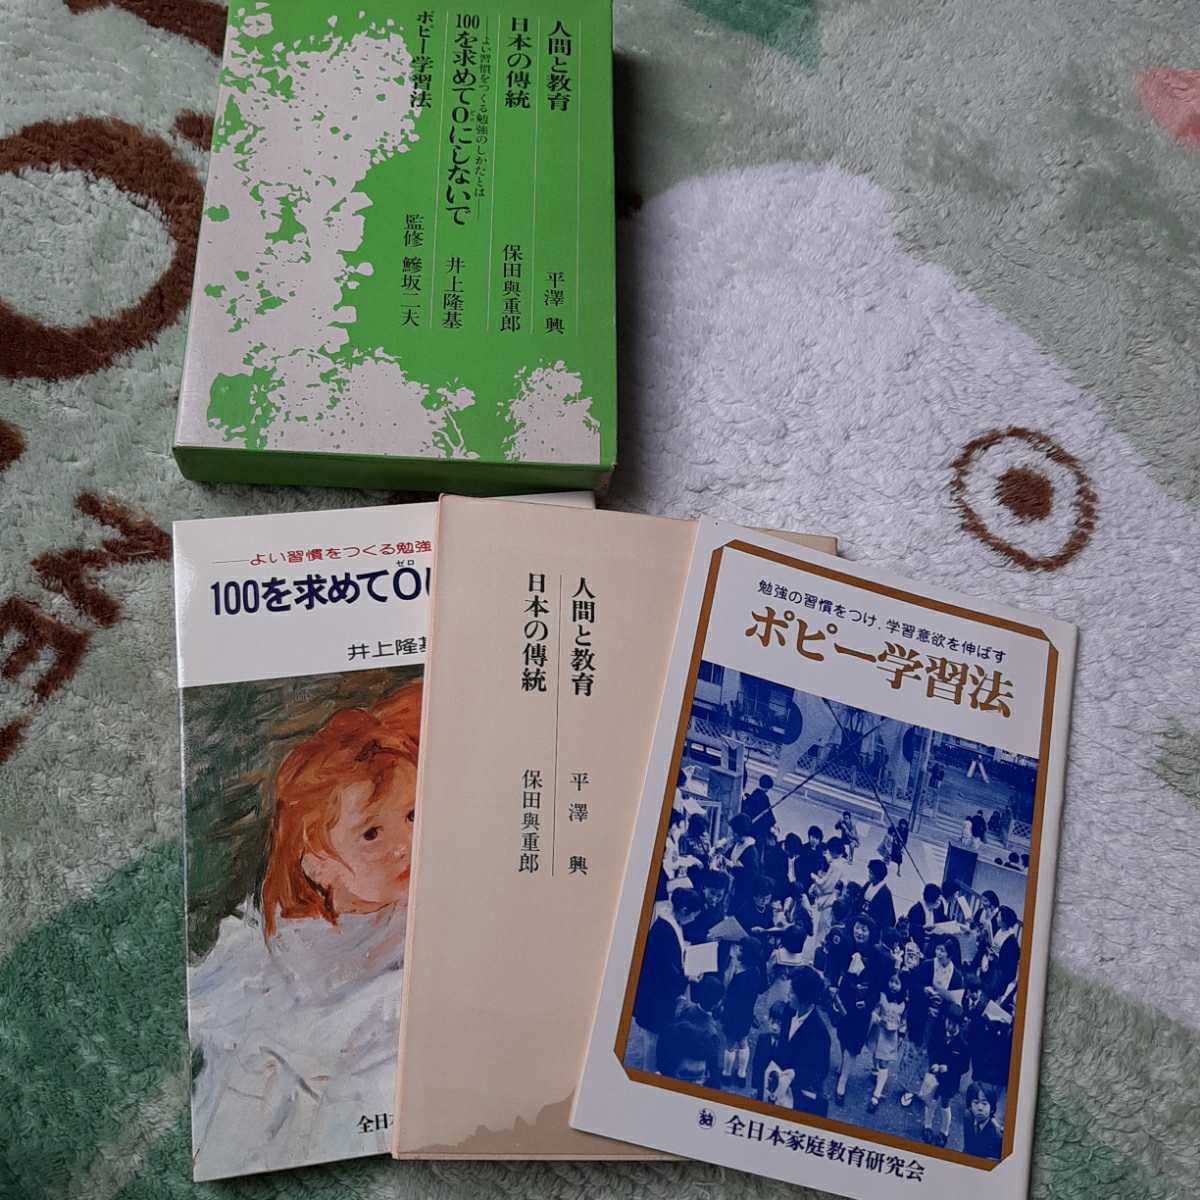 人間と教育
平澤 興
日本の傳統
保田與重郎
――よい習慣をつくる勉強のしかたとは――
100を求めて0にしないで
井上隆基
ポピー学習法
監修 鰺坂二夫
――よい習慣をつくる勉強
ゼロ
100を求めて0に
井上隆基
全日本
人間と教育
平澤 興
日本の傳統
保田與重郎
勉強の習慣をつけ、学習意欲を伸ばす
ポピー学習法
全日本家庭教育研究会